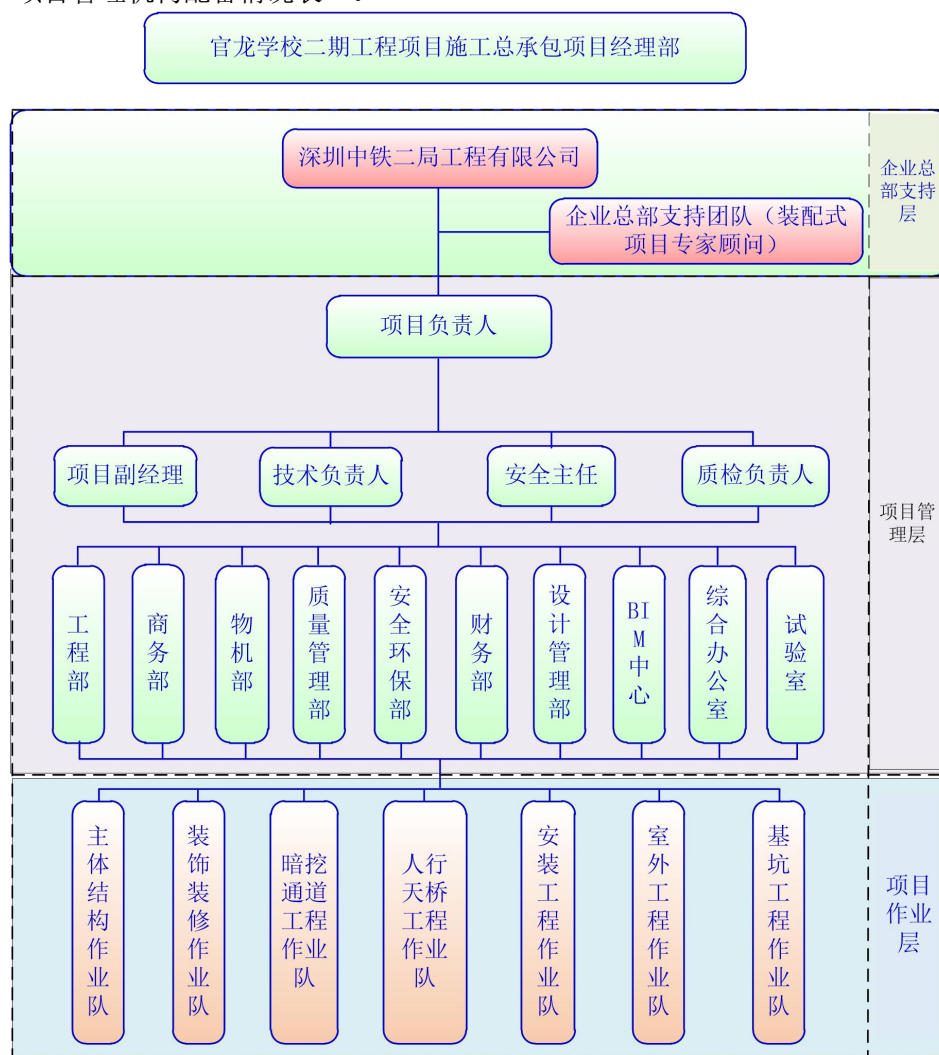 官龙学校二期工程项目施工总承包项目经理部
深圳中铁二局工程有限公司
企业总部支持团队（装配式
项目专家顾问）
企业总
部支持
层
项目负责人
项目副经理
技术负责人
安全主任
质检负责人
项目管
理层
工程部
商务部
物机部
质量管理部
安全环保部
财务部
设计管理部
BIM中心
综合办公室
试验室
主体结构作业队
装饰装修作业队
暗挖
通道
工程
作业
队
人行
天桥
工程
作业
队
安装工程作业队
室外工程作业队
基坑工程作业队
项目
作业
层